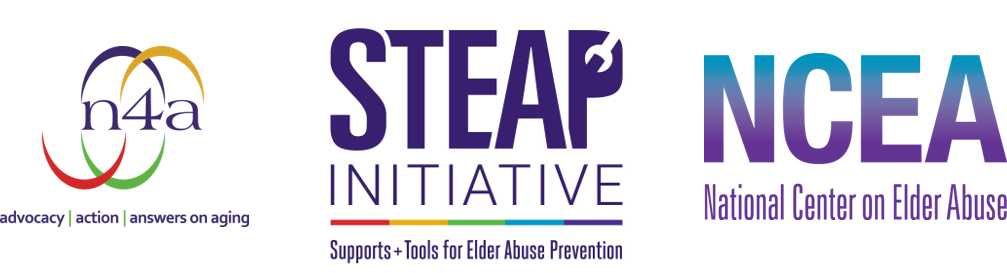 n4a
advocacy | action | answers on aging
STEAP
INITIATIVE
Supports + Tools for Elder Abuse Prevention
NCEA
National Center on Elder Abuse